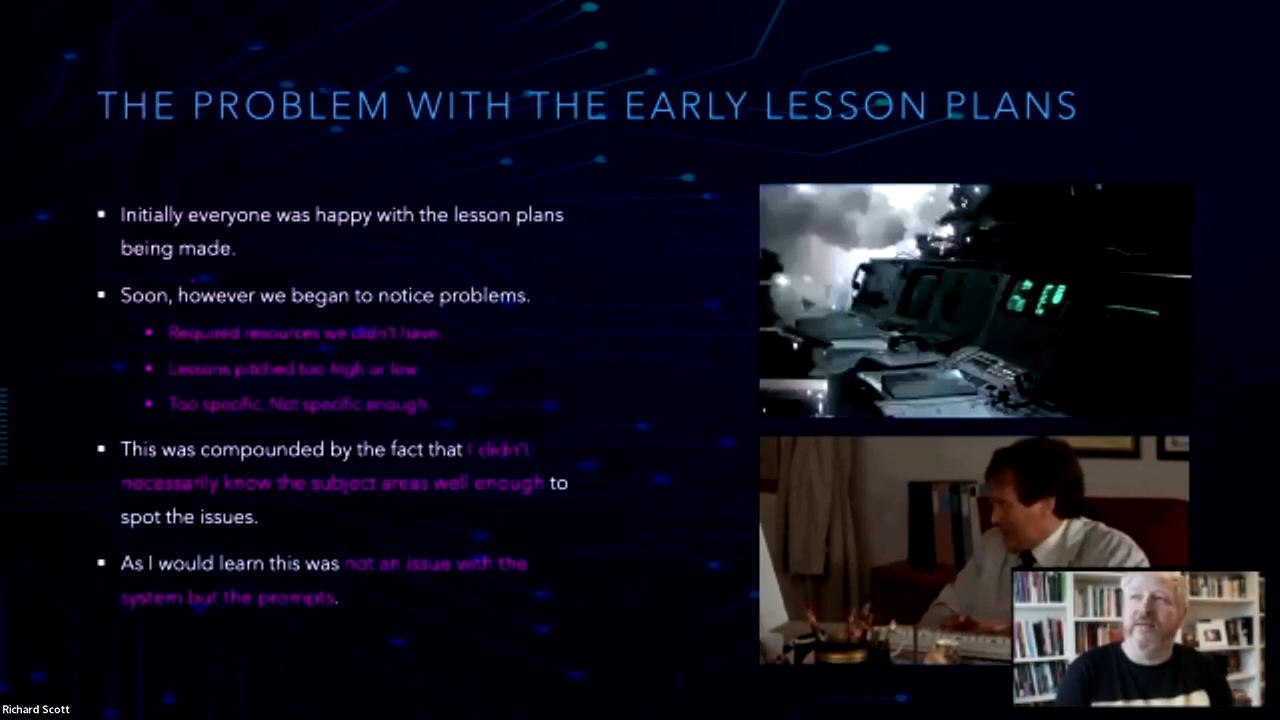 THE PROBLEM WITH THE EARLY LESSON PLANS
Initially everyone was happy with the lesson plans
being made.
Soon, however we began to notice problems.
Required resources we didn't have.
Lessons pitched too high or low
Too specific. Not specific enough.
This was compounded by the fact that I didn't
necessarily know the subject areas well enough to
spot the issues.
As I would learn this was not an issue with the
system but the prompts.
Richard Scott